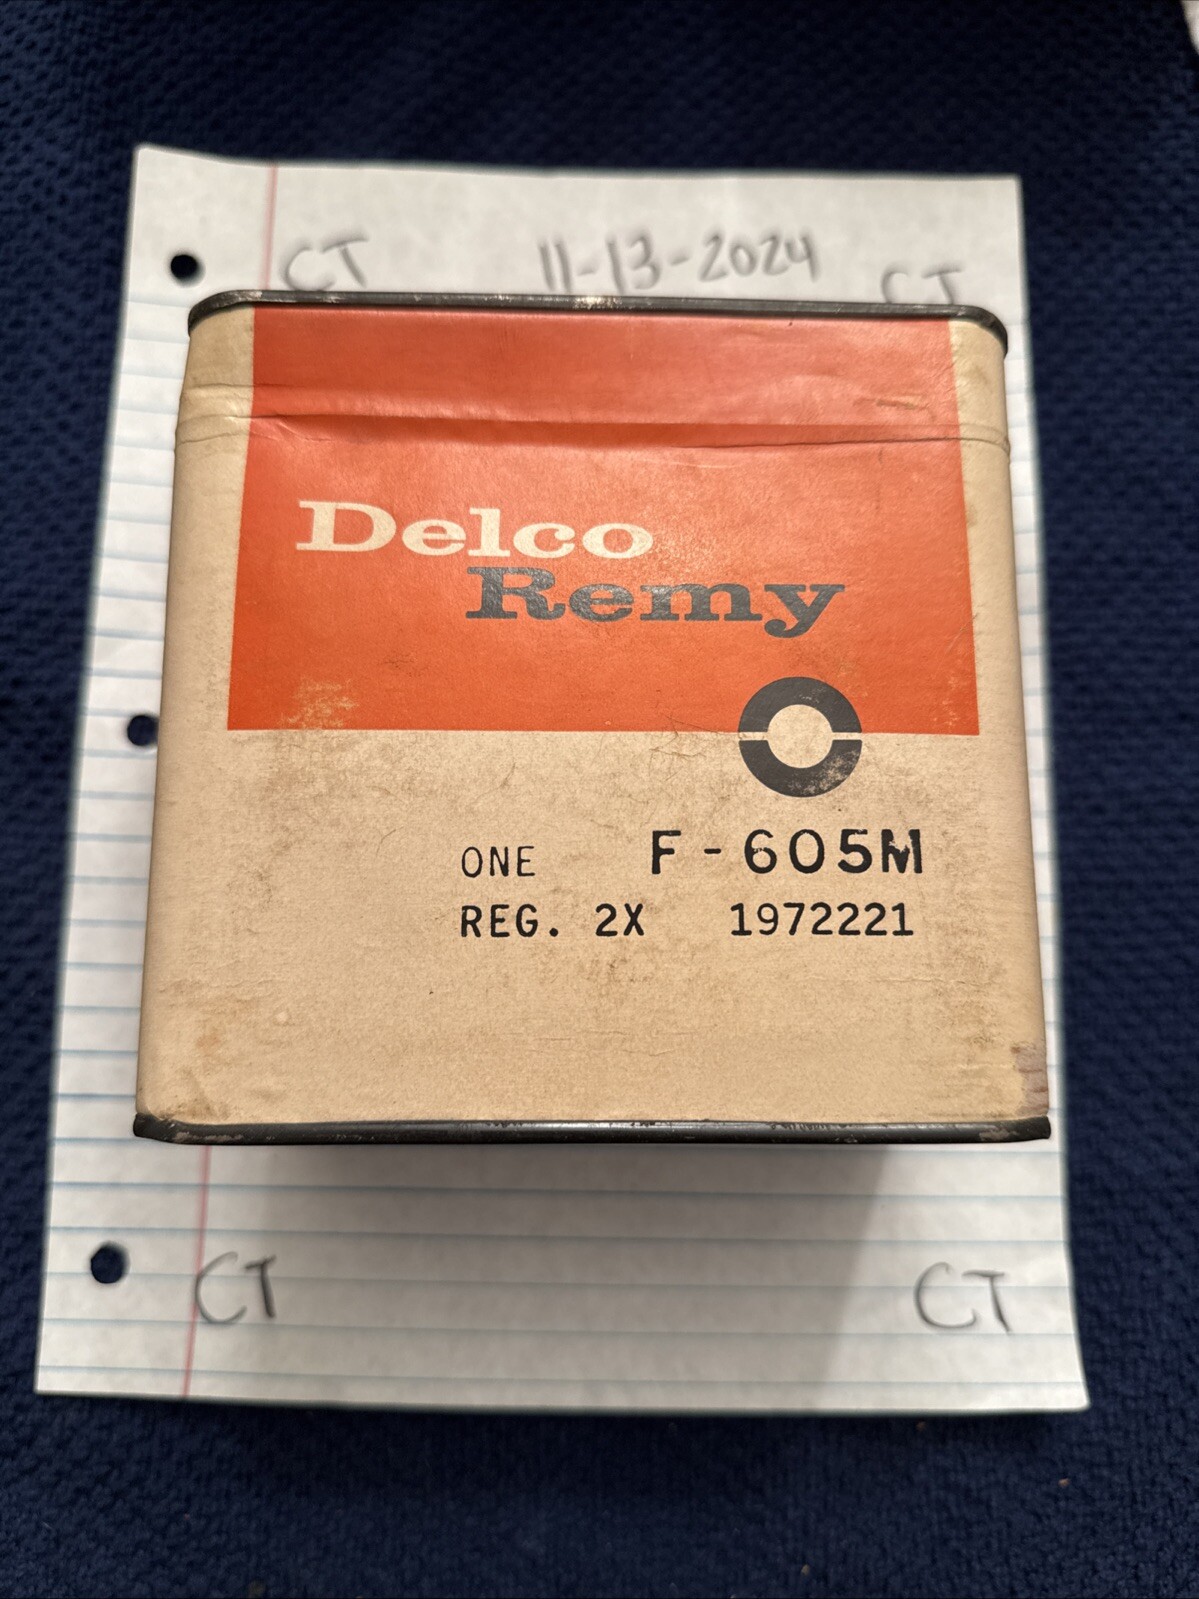 CT 11-13-2024 CT
Delco
Remy
ONE F-605M
REG. 2X 1972221
CT CT